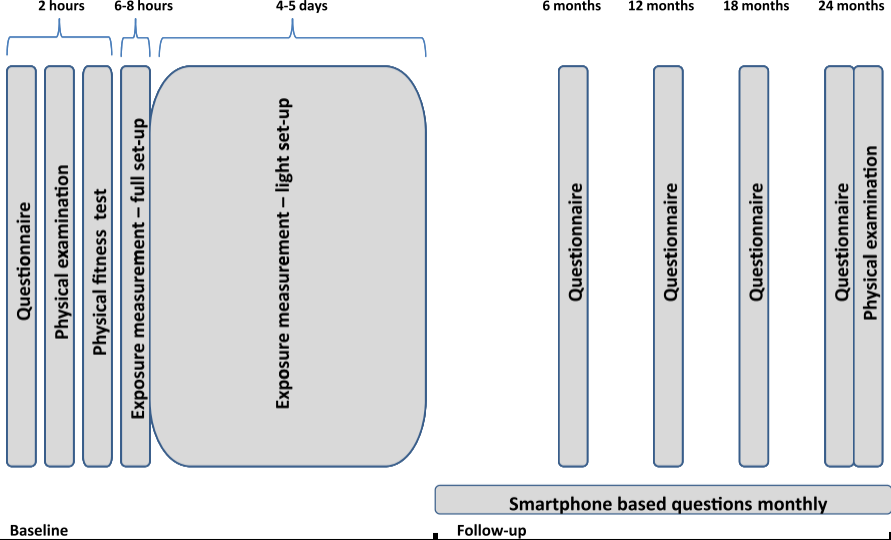 2 hours
6-8 hours
4-5 days
6 months
12 months
18 months
24 months
Questionnaire
Physical examination
Physical fitness test
Exposure measurement – full set-up
Exposure measurement – light set-up
Questionnaire
Questionnaire
Questionnaire
Questionnaire
Physical examination
Smartphone based questions monthly
Baseline
Follow-up